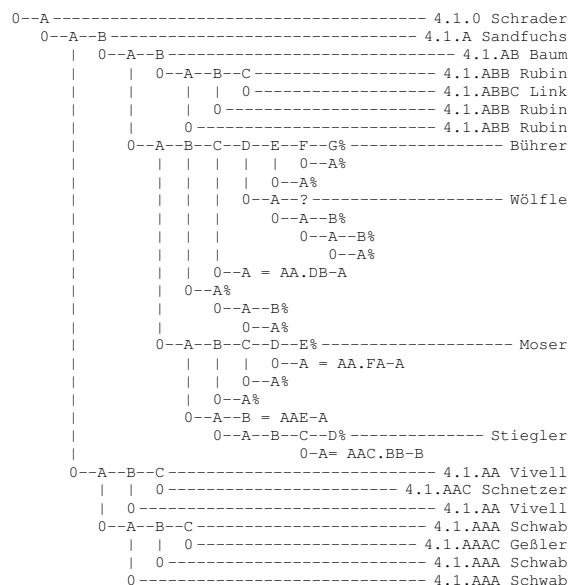 0--A---------------------------------------- 4.1.0 Schrader
0--A--B--------------------------------- 4.1.A Sandfuchs
| 0--A--B------------------------------- 4.1.AB Baum
| | 0--A--B--C-------------------- 4.1.ABB Rubin
| | | | 0-------------------- 4.1.ABBC Link
| | | 0----------------------- 4.1.ABB Rubin
| | 0-------------------------- 4.1.ABB Rubin
| 0--A--B--C--D--E--F--G%---------------- Bührer
| | | | | | 0--A%
| | | | | 0--A%
| | | | 0--A--?-------------------- Wölfle
| | | | 0--A--B%
| | | | 0--A--B%
| | | | 0--A%
| | | 0--A = AA.DB-A
| | 0--A%
| | 0--A--B%
| | 0--A%
| 0--A--B--C--D--E%-------------------- Moser
| | | | 0--A = AA.FA-A
| | | 0--A%
| | 0--A%
| 0--A--B = AAE-A
| 0--A--B--C--D%-------------- Stiegler
| 0-A= AAC.BB-B
0--A--B--C---------------------------- 4.1.AA Vivell
| | 0------------------------- 4.1.AAC Schnetzer
| 0------------------------------- 4.1.AA Vivell
0--A--B--C------------------------ 4.1.AAA Schwab
| | 0------------------------ 4.1.AAAC Geßler
| 0--------------------------- 4.1.AAA Schwab
0------------------------------- 4.1.AAA Schwab